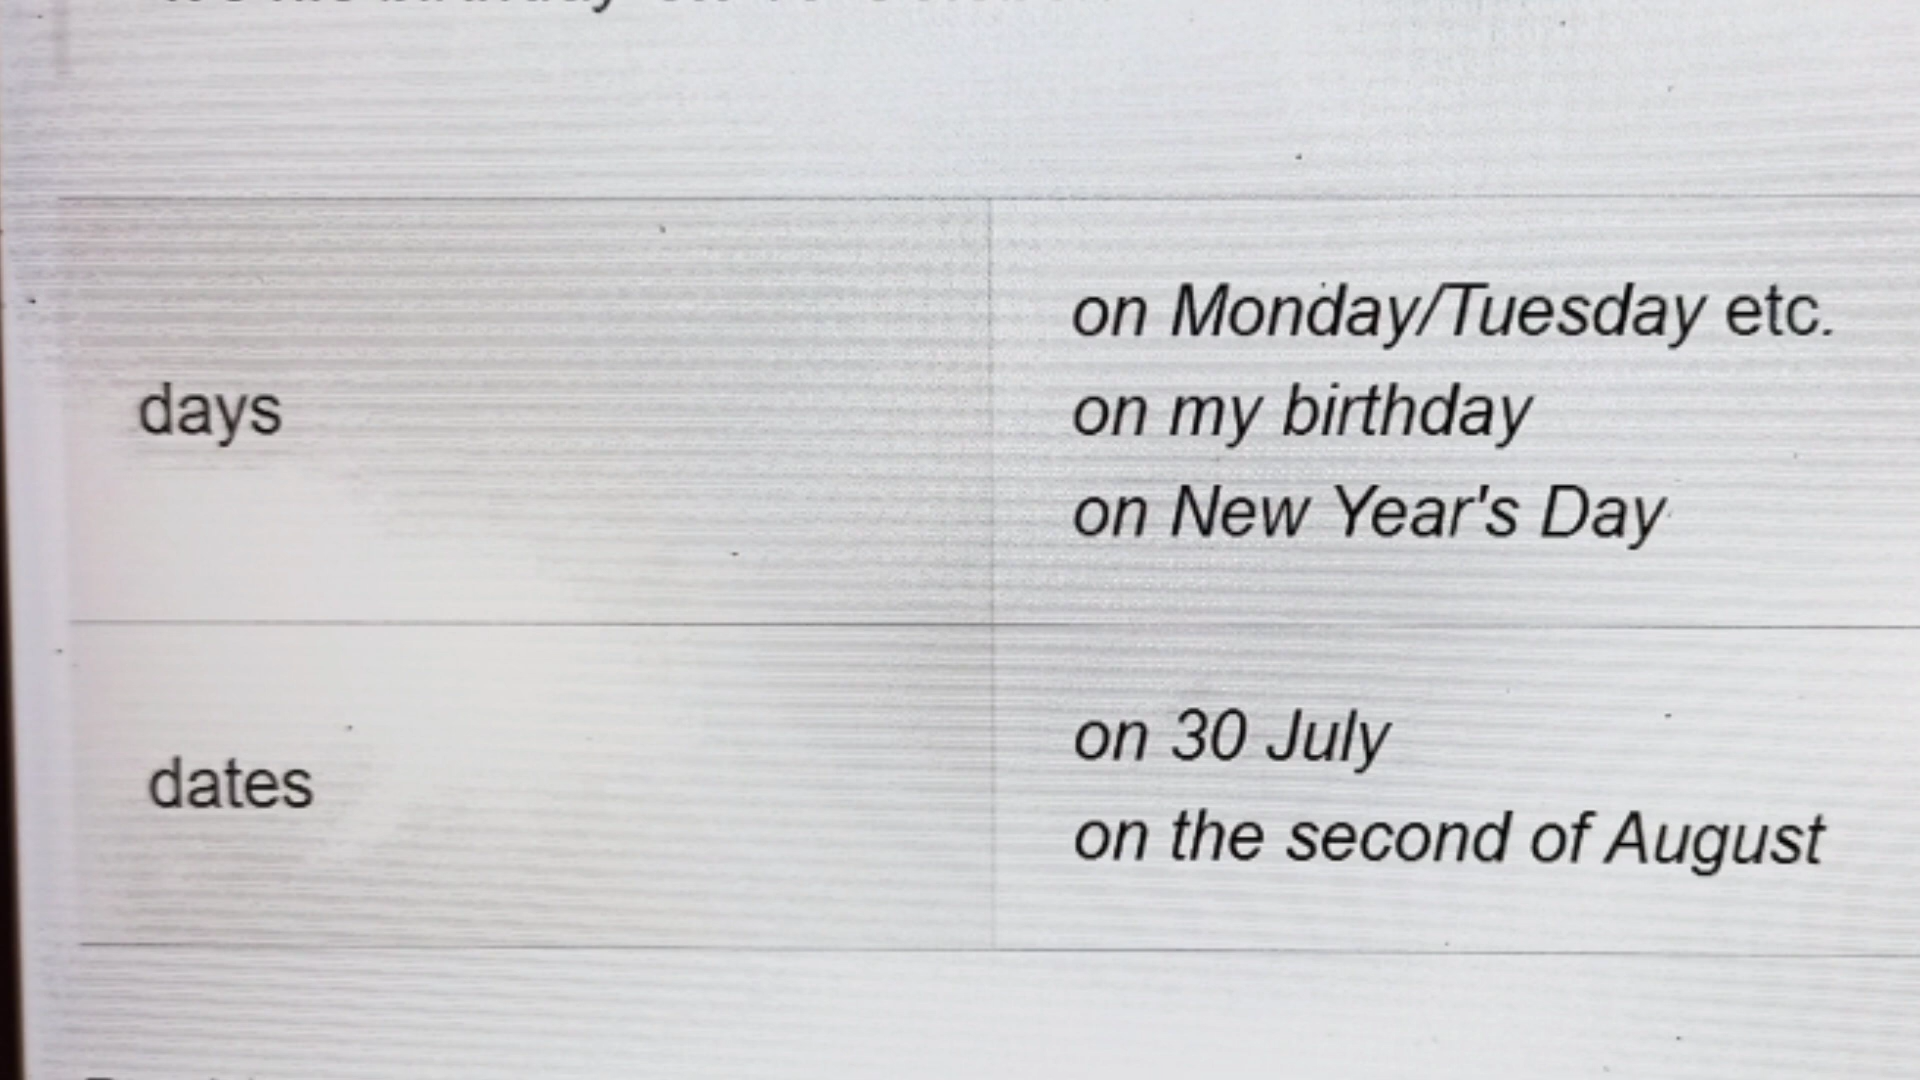 days
on Monday/Tuesday etc.
on my birthday
on New Year's Day
dates
on 30 July
on the second of August